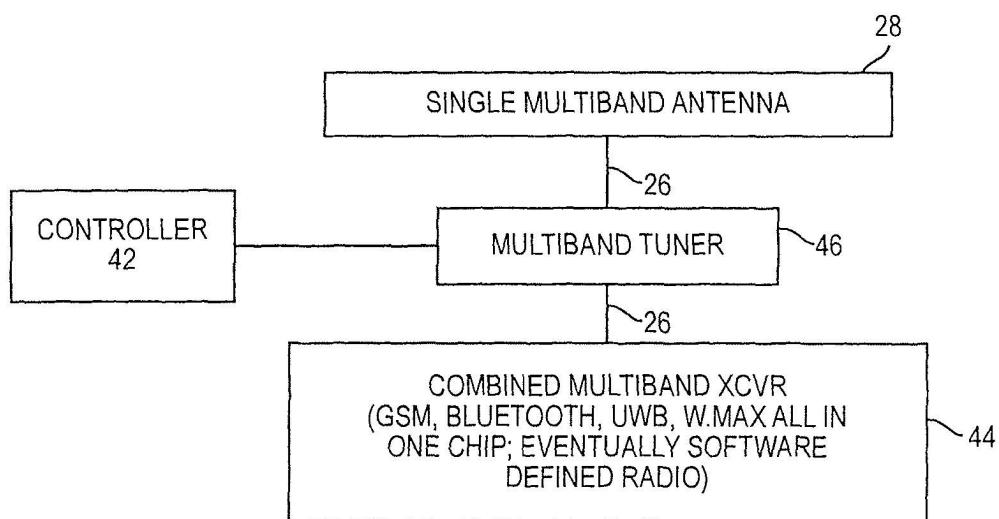 28
SINGLE MULTIBAND ANTENNA
26
CONTROLLER
42
MULTIBAND TUNER
46
26
COMBINED MULTIBAND XCVR
(GSM, BLUETOOTH, UWB, W.MAX ALL IN
ONE CHIP; EVENTUALLY SOFTWARE
DEFINED RADIO)
44